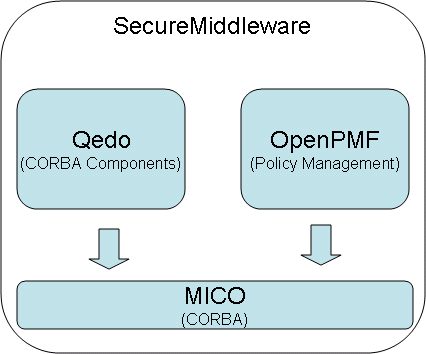 SecureMiddleware
Qedo
(CORBA Components)
OpenPMF
(Policy Management)
MICO
(CORBA)